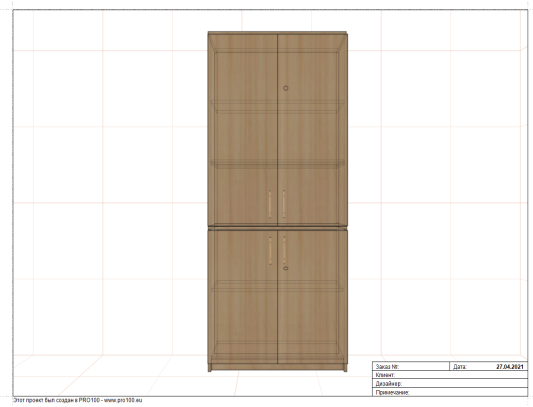 Заказ №: Дата: 27.04.2021
Клиент:
Дизайнер:
Примечание:
Этот проект был создан в PRO100 - www.pro100.eu